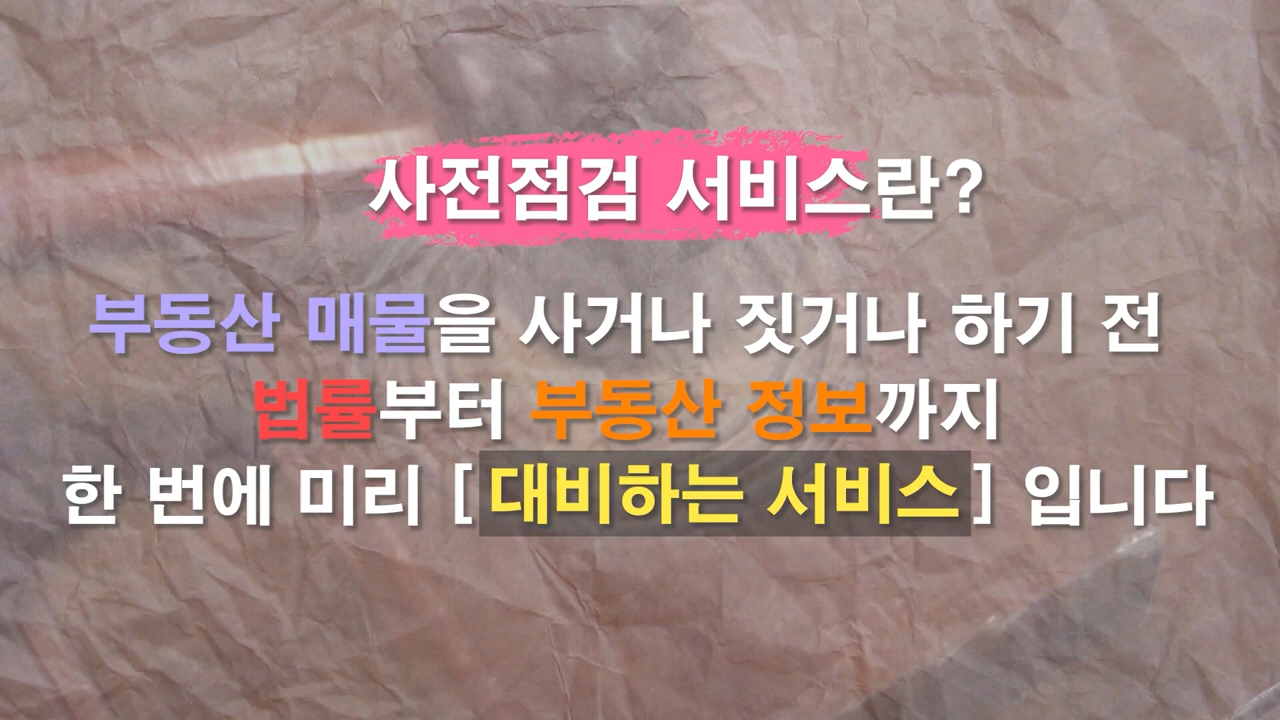 사전점검 서비스란?
부동산 매물을 사거나 짓거나 하기 전
법률부터 부동산 정보까지
한 번에 미리 [대비하는 서비스] 입니다